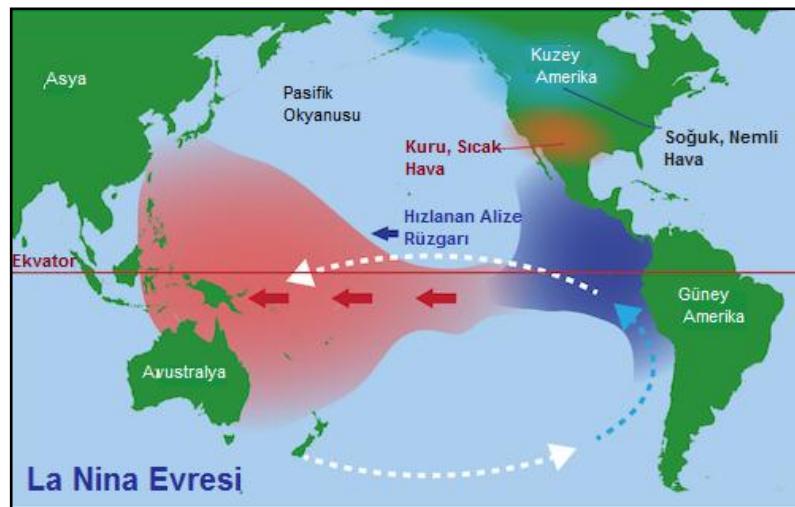 Asya
Pasifik
Okyanusu
Kuzey
Amerika
Kuru, Sıcak
Hava
Soğuk, Nemli
Hava
Hızlanan Alize
Rüzgarı
Ekvator
Güney
Amerika
Avustralya
La Nina Evresi